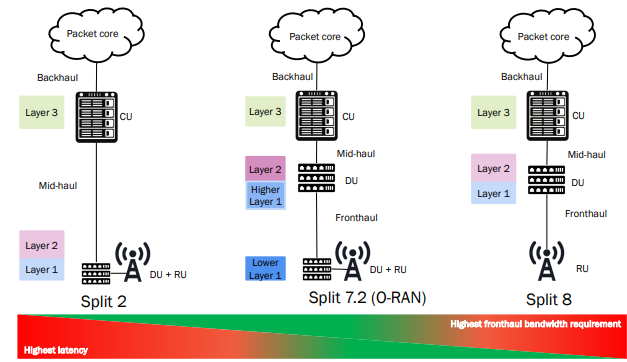 Packet core
Backhaul
Layer 3
CU
Mid-haul
Layer 2
Layer 1
DU + RU
Split 2
Packet core
Backhaul
Layer 3
CU
Mid-haul
Layer 2
DU
Higher
Layer 1
Fronthaul
Lower
Layer 1
DU + RU
Split 7.2 (O-RAN)
Packet core
Backhaul
Layer 3
CU
Mid-haul
Layer 2
DU
Layer 1
Fronthaul
RU
Split 8
Highest fronthaul bandwidth requirement
Highest latency